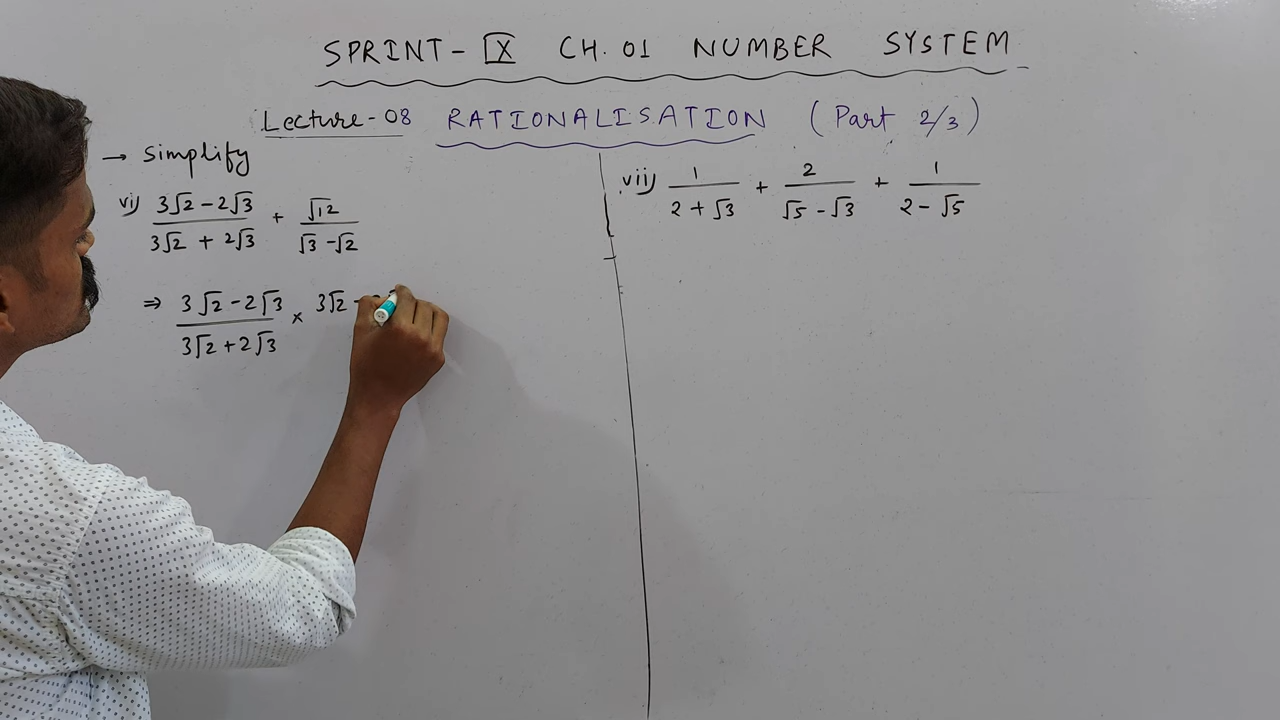 SPRINT - IX CH. 01 NUMBER SYSTEM
Lecture - 08 RATIONALISATION (Part 2/3)
→ Simplify
vi) (3√2 - 2√3)/(3√2 + 2√3) + √12/(√3 - √2)
⇒ (3√2 - 2√3)/(3√2 + 2√3) × 3√2 -
vii) 1/(2 + √3) + 2/(√5 - √3) + 1/(2 - √5)